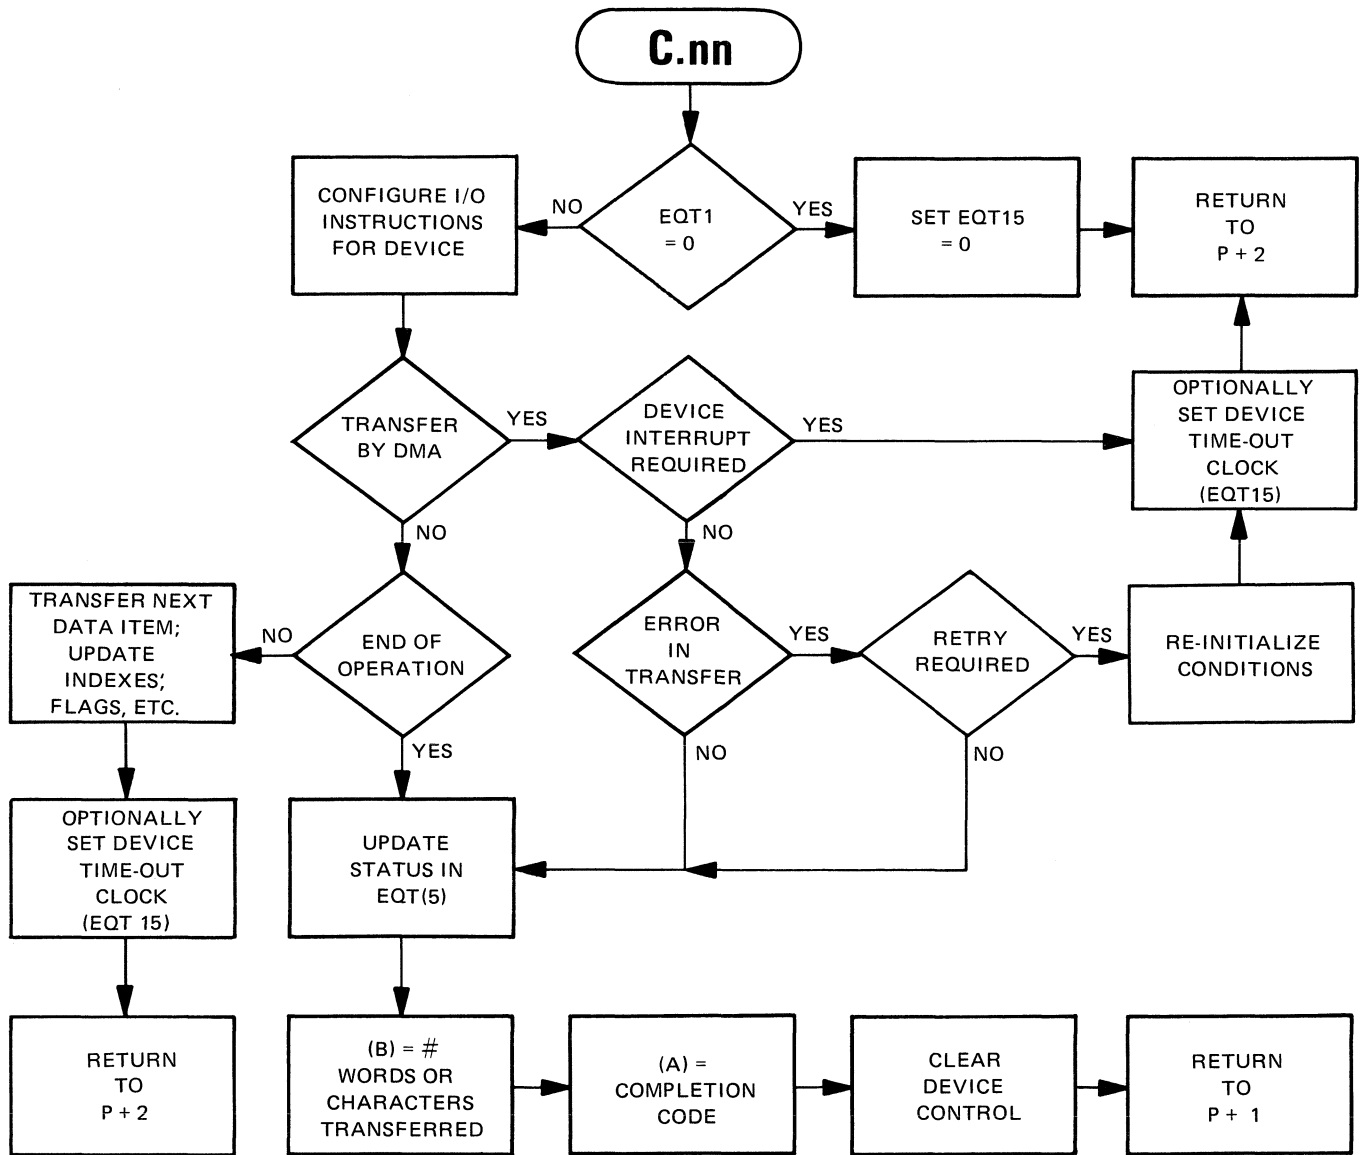 C.nn
CONFIGURE I/O
INSTRUCTIONS
FOR DEVICE
NO
EQT1
= 0
YES
SET EQT15
= 0
RETURN
TO
P + 2
TRANSFER
BY DMA
YES
DEVICE
INTERRUPT
REQUIRED
YES
OPTIONALLY
SET DEVICE
TIME-OUT
CLOCK
(EQT15)
NO
NO
TRANSFER NEXT
DATA ITEM;
UPDATE
INDEXES;
FLAGS, ETC.
NO
END OF
OPERATION
ERROR
IN
TRANSFER
YES
RETRY
REQUIRED
YES
RE-INITIALIZE
CONDITIONS
YES
NO
NO
OPTIONALLY
SET DEVICE
TIME-OUT
CLOCK
(EQT 15)
UPDATE
STATUS IN
EQT(5)
RETURN
TO
P + 2
(B) = #
WORDS OR
CHARACTERS
TRANSFERRED
(A) =
COMPLETION
CODE
CLEAR
DEVICE
CONTROL
RETURN
TO
P + 1